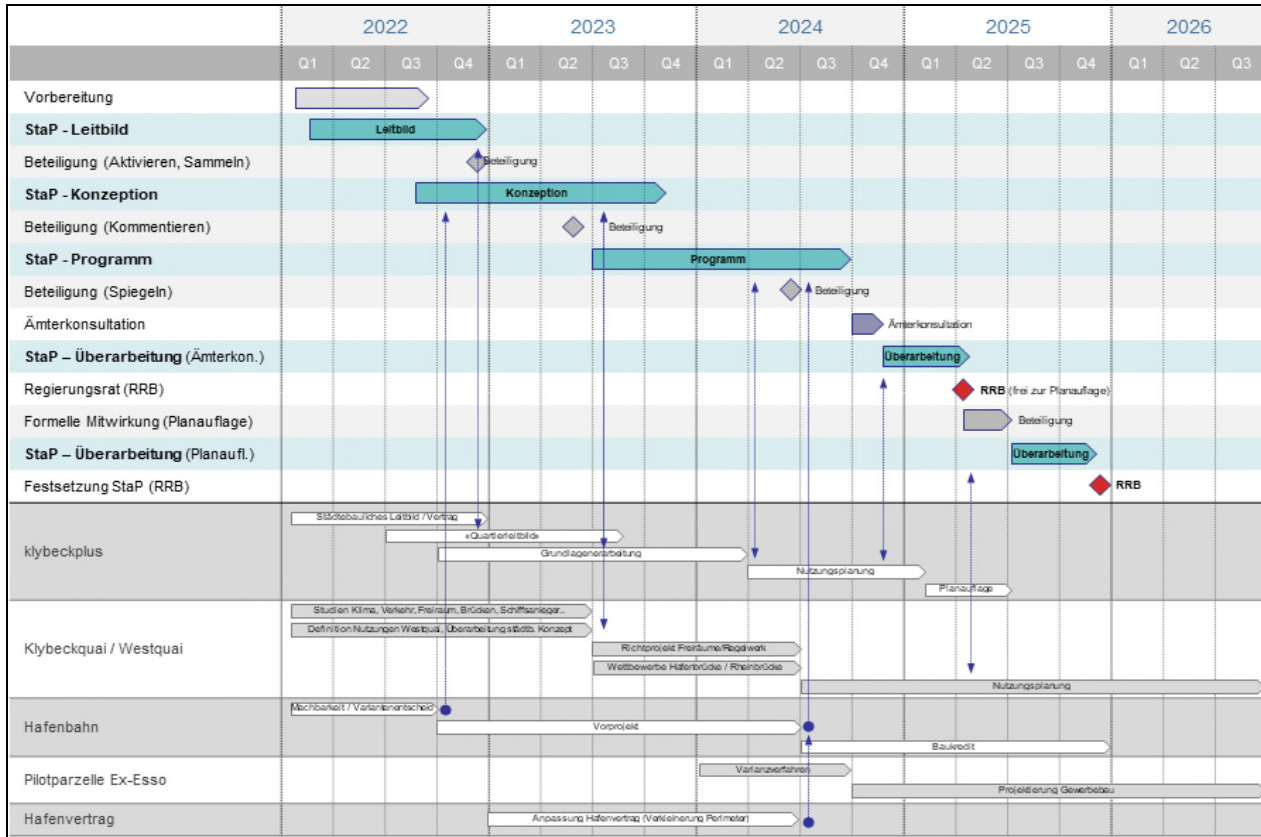 2022 2023 2024 2025 2026
Q1 Q2 Q3 Q4 Q1 Q2 Q3 Q4 Q1 Q2 Q3 Q4 Q1 Q2 Q3 Q4 Q1 Q2 Q3
Vorbereitung
StaP - Leitbild Leitbild
Beteiligung (Aktivieren, Sammeln) Beteiligung
StaP - Konzeption Konzeption
Beteiligung (Kommentieren) Beteiligung
StaP - Programm Programm
Beteiligung (Spiegeln) Beteiligung
Ämterkonsultation Ämterkonsultation
StaP – Überarbeitung (Ämterkon.) Überarbeitung
Regierungsrat (RRB) RRB (frei zur Planauflage)
Formelle Mitwirkung (Planauflage) Beteiligung
StaP – Überarbeitung (Planaufl.) Überarbeitung
Festsetzung StaP (RRB) RRB
Städtebauliches Leitbild / Vertrag
«Quartierleitbild»
klybeckplus Grundlagenerarbeitung
Nutzungsplanung
Planauflage
Studien Klima, Verkehr, Freiraum, Brücken, Schiffsanleger...
Definition Nutzungen Westquai, Überarbeitung städtb. Konzept
Klybeckquai / Westquai Richtprojekt Freiräume/Regelwerk
Wettbewerbe Hafenbrücke / Rheinbrücke
Nutzungsplanung
Machbarkeit / Variantenentscheid
Hafenbahn Vorprojekt
Baukredit
Varianzverfahren
Pilotparzelle Ex-Esso Projektierung Gewerbebau
Hafenvertrag Anpassung Hafenvertrag (Verkleinerung Perimeter)